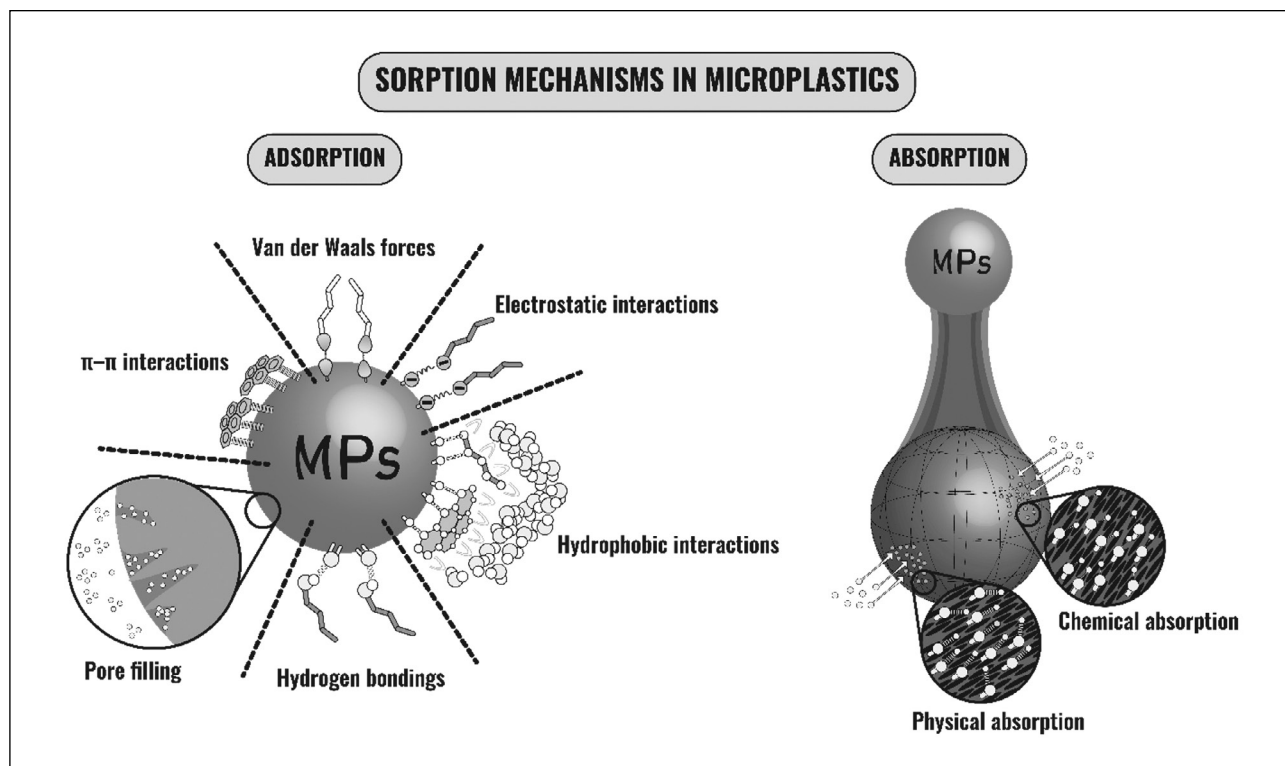 SORPTION MECHANISMS IN MICROPLASTICS
ADSORPTION
ABSORPTION
Van der Waals forces
Electrostatic interactions
π–π interactions
MPs
MPs
Hydrophobic interactions
Pore filling
Hydrogen bondings
Chemical absorption
Physical absorption